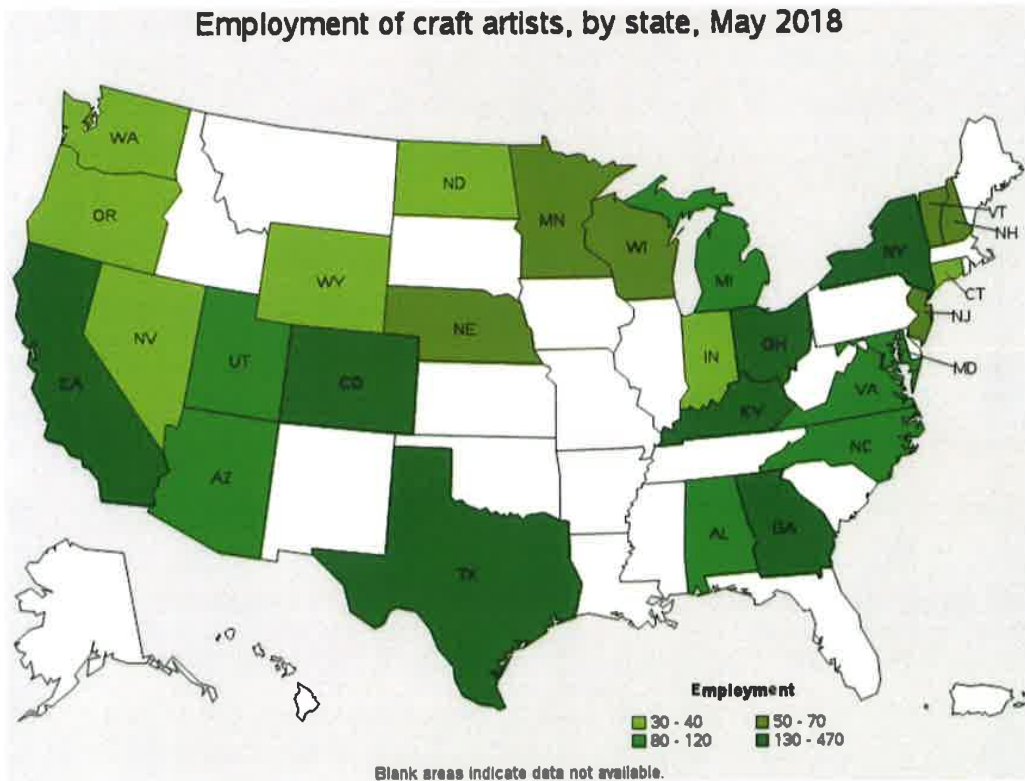 Employment of craft artists, by state, May 2018
WA
OR
ND
MN
VT
NH
WI
NY
MI
WY
CT
NE
NJ
NV
IN
OH
UT
CO
MD
CA
VA
KY
NC
AZ
AL
GA
TX
Employment
30 - 40
50 - 70
80 - 120
130 - 470
Blank areas indicate data not available.